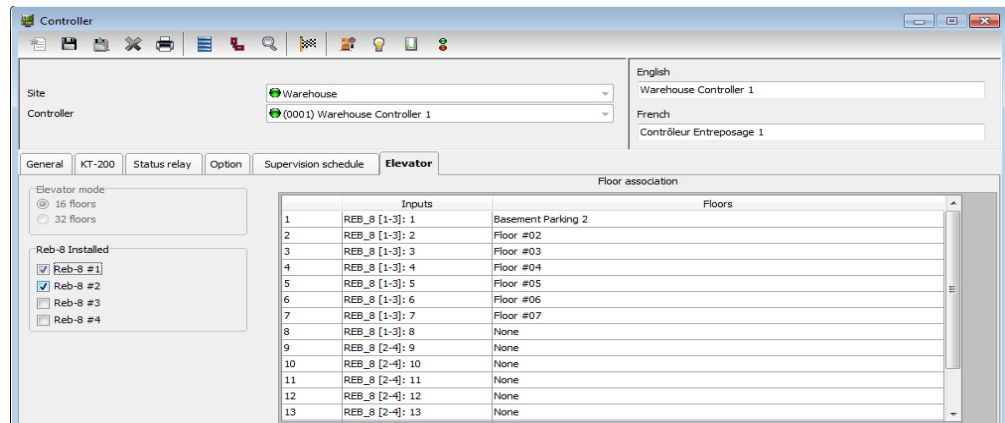 Controller
English
Site Warehouse Warehouse Controller 1
Controller (0001) Warehouse Controller 1 French
Contrôleur Entreposage 1
General KT-200 Status relay Option Supervision schedule Elevator
Floor association
Elevator mode
16 floors
32 floors
Reb-8 Installed
Reb-8 #1
Reb-8 #2
Reb-8 #3
Reb-8 #4
Inputs Floors
1 REB_8 [1-3]: 1 Basement Parking 2
2 REB_8 [1-3]: 2 Floor #02
3 REB_8 [1-3]: 3 Floor #03
4 REB_8 [1-3]: 4 Floor #04
5 REB_8 [1-3]: 5 Floor #05
6 REB_8 [1-3]: 6 Floor #06
7 REB_8 [1-3]: 7 Floor #07
8 REB_8 [1-3]: 8 None
9 REB_8 [2-4]: 9 None
10 REB_8 [2-4]: 10 None
11 REB_8 [2-4]: 11 None
12 REB_8 [2-4]: 12 None
13 REB_8 [2-4]: 13 None